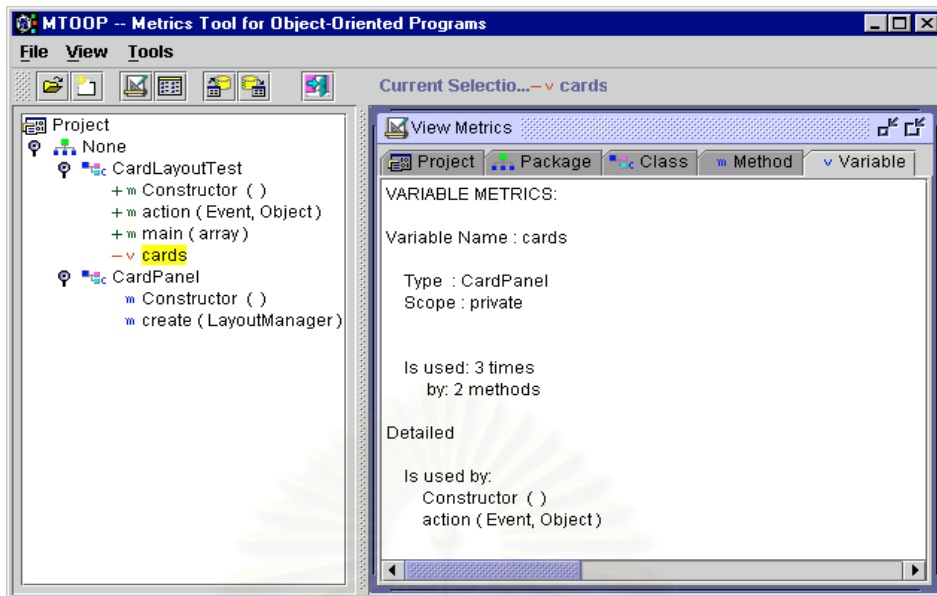 MTOOP -- Metrics Tool for Object-Oriented Programs
File View Tools
Current Selectio...– v cards
Project
None
CardLayoutTest
+ m Constructor ( )
+ m action ( Event, Object )
+ m main ( array )
– v cards
CardPanel
m Constructor ( )
m create ( LayoutManager )
View Metrics
Project Package Class m Method v Variable
VARIABLE METRICS:
Variable Name : cards
Type : CardPanel
Scope : private
Is used: 3 times
by: 2 methods
Detailed
Is used by:
Constructor ( )
action ( Event, Object )